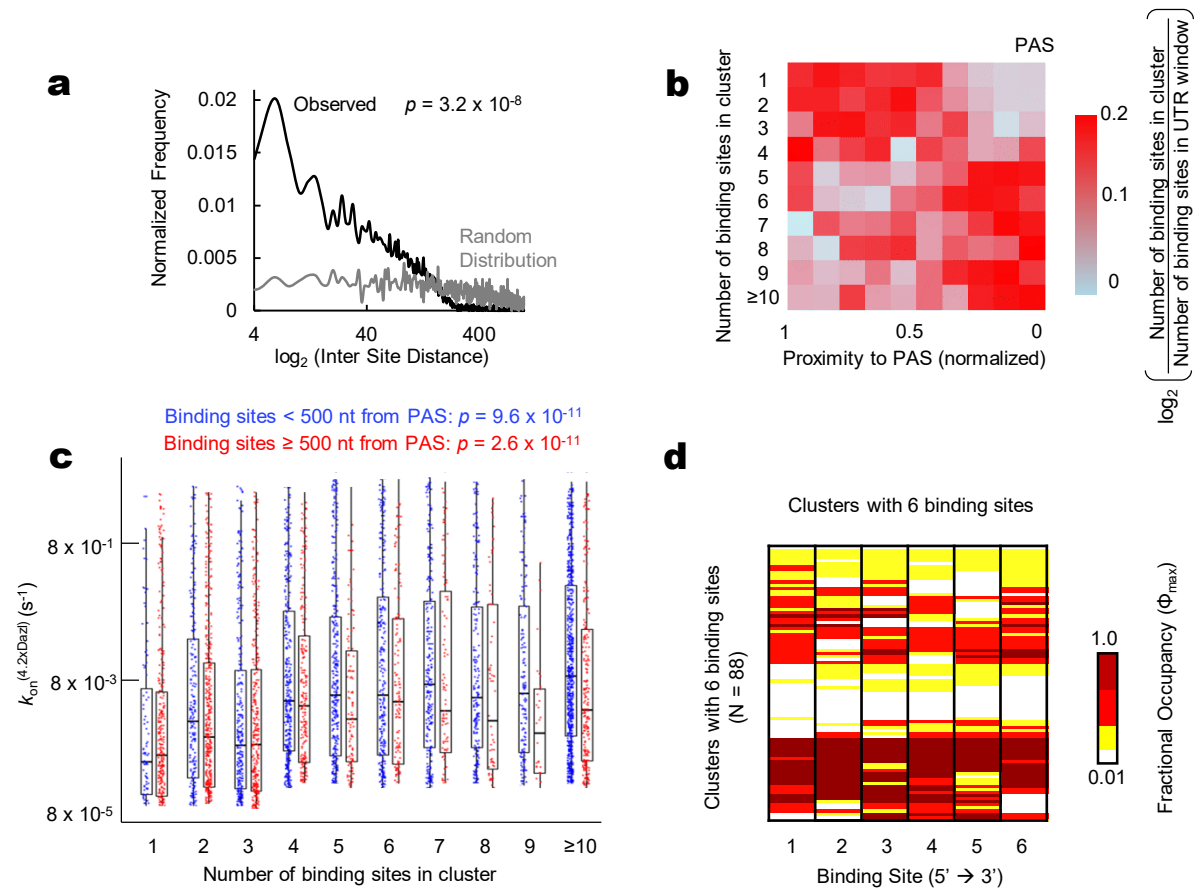 a
Normalized Frequency
0.02
0.015
0.01
0.005
0
Observed
p = 3.2 x 10-8
Random
Distribution
4
40
400
log2 (Inter Site Distance)
b
PAS
Number of binding sites in cluster
1
2
3
4
5
6
7
8
9
≥10
1
0.5
0
Proximity to PAS (normalized)
0.2
0.1
0
log2
Number of binding sites in cluster
Number of binding sites in UTR window
Binding sites < 500 nt from PAS: p = 9.6 x 10-11
Binding sites ≥ 500 nt from PAS: p = 2.6 x 10-11
c
kon(4.2xDazl) (s-1)
8 x 10-1
8 x 10-3
8 x 10-5
1
2
3
4
5
6
7
8
9
≥10
Number of binding sites in cluster
d
Clusters with 6 binding sites
Clusters with 6 binding sites
(N = 88)
1
2
3
4
5
6
Binding Site (5’ → 3’)
1.0
0.01
Fractional Occupancy (Φmax)